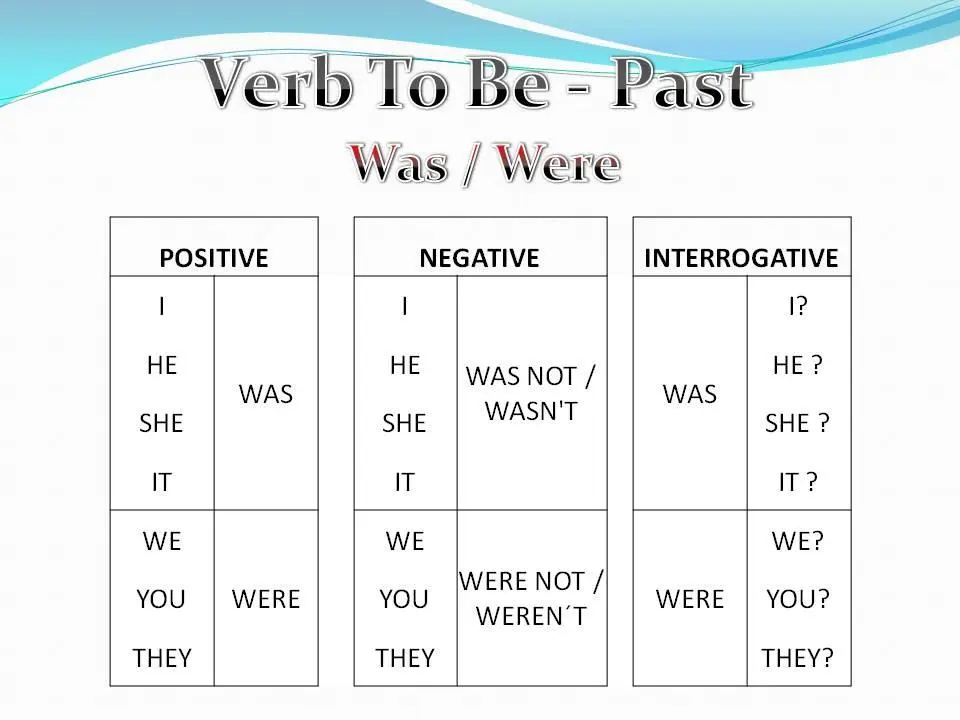 Verb To Be - Past
Was / Were
POSITIVE
I
HE
SHE
IT
WAS
WE
YOU
THEY
WERE
NEGATIVE
I
HE
SHE
IT
WAS NOT /
WASN'T
WE
YOU
THEY
WERE NOT /
WEREN´T
INTERROGATIVE
WAS
I?
HE ?
SHE ?
IT ?
WERE
WE?
YOU?
THEY?